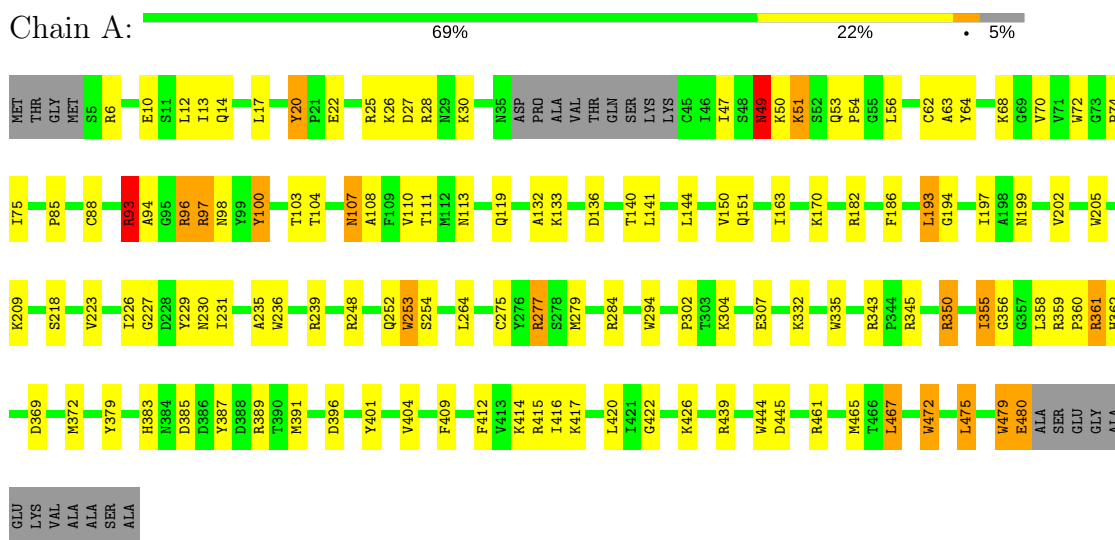 Chain A:
69% 22% • 5%
MET THR GLY MET S5 R6 E10 S11 L12 I13 Q14 L17 Y20 P21 E22 R25 K26 D27 R28 N29 K30 N35 ASP PRO ALA VAL THR GLN SER LYS LYS C45 I46 I47 S48 N49 K50 K51 S52 Q53 P54 G55 L56 C62 A63 Y64 K68 G69 V70 V71 W72 G73 R74
I75 P85 C88 R93 A94 G95 R96 R97 N98 Y99 Y100 T103 T104 N107 A108 F109 V110 T111 M112 N113 Q119 A132 K133 D136 T140 L141 L144 V150 Q151 I163 K170 R182 F186 L193 G194 I197 A198 N199 V202 W205
K209 S218 V223 I226 G227 D228 Y229 N230 I231 A235 W236 R239 R248 Q252 W253 S254 L264 C275 Y276 R277 S278 M279 R284 W294 P302 T303 K304 E307 K332 W335 R343 P344 R345 R350 I355 G356 G357 L358 R359 P360 R361 H362
D369 M372 Y379 H383 N384 D385 D386 Y387 D388 R389 T390 M391 D396 Y401 V404 F409 F412 V413 K414 R415 I416 K417 L420 I421 G422 K426 R439 W444 D445 R461 M465 T466 L467 W472 L475 W479 E480 ALA SER GLU GLY ALA
GLU LYS VAL ALA ALA SER ALA